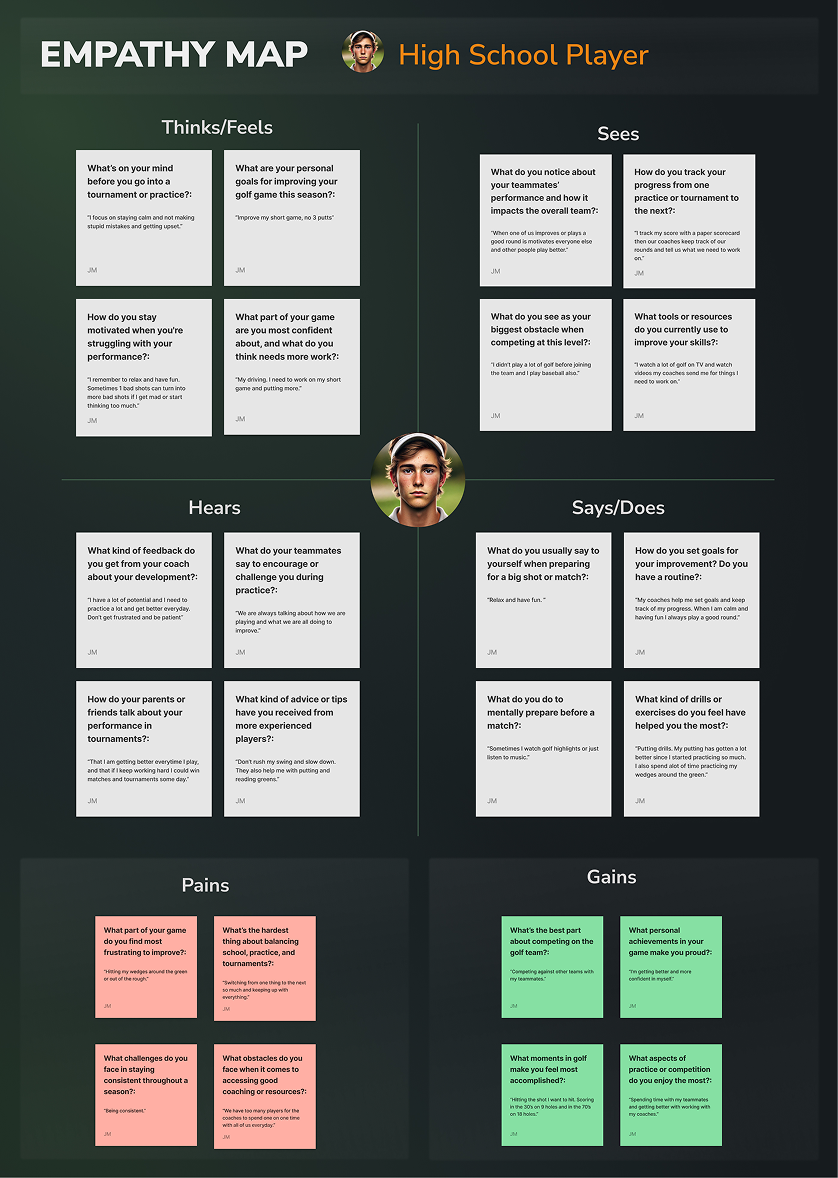 EMPATHY MAP
High School Player
Thinks/Feels
What's on your mind
before you go into a
tournament or practice?:
"I focus on staying calm and not making
stupid mistakes and getting upset."
JM
What are your personal
goals for improving your
golf game this season?:
"Improve my short game, no 3 putts"
JM
How do you stay
motivated when you're
struggling with your
performance?:
"I remember to relax and have fun.
Sometimes 1 bad shots can turn into
more bad shots if I get mad or start
thinking too much."
JM
What part of your game
are you most confident
about, and what do you
think needs more work?:
"My driving. I need to work on my short
game and putting more."
JM
Sees
What do you notice about
your teammates'
performance and how it
impacts the overall team?:
"When one of us improves or plays a
good round is motivates everyone else
and other people play better."
JM
How do you track your
progress from one
practice or tournament to
the next?:
"I track my score with a paper scorecard
then our coaches keep track of our
rounds and tell us what we need to work
on."
JM
What do you see as your
biggest obstacle when
competing at this level?:
"I didn't play a lot of golf before joining
the team and I play baseball also."
JM
What tools or resources
do you currently use to
improve your skills?:
"I watch a lot of golf on TV and watch
videos my coaches send me for things I
need to work on."
JM
Hears
What kind of feedback do
you get from your coach
about your development?:
"I have a lot of potential and I need to
practice a lot and get better everyday.
Don't get frustrated and be patient"
JM
What do your teammates
say to encourage or
challenge you during
practice?:
"We are always talking about how we are
playing and what we are all doing to
improve."
JM
How do your parents or
friends talk about your
performance in
tournaments?:
"That I am getting better everytime I play,
and that if I keep working hard I could win
matches and tournaments some day."
JM
What kind of advice or tips
have you received from
more experienced
players?:
"Don't rush my swing and slow down.
They also help me with putting and
reading greens."
JM
Says/Does
What do you usually say to
yourself when preparing
for a big shot or match?:
"Relax and have fun. "
JM
How do you set goals for
your improvement? Do you
have a routine?:
"My coaches help me set goals and keep
track of my progress. When I am calm and
having fun I always play a good round."
JM
What do you do to
mentally prepare before a
match?:
"Sometimes I watch golf highlights or just
listen to music."
JM
What kind of drills or
exercises do you feel have
helped you the most?:
"Putting drills. My putting has gotten a lot
better since I started practicing so much.
I also spend alot of time practicing my
wedges around the green."
JM
Pains
What part of your game
do you find most
frustrating to improve?:
"Hitting my wedges around the green
or out of the rough."
JM
What's the hardest
thing about balancing
school, practice, and
tournaments?:
"Switching from one thing to the next
so much and keeping up with
everything."
JM
What challenges do you
face in staying
consistent throughout a
season?:
"Being consistent."
JM
What obstacles do you
face when it comes to
accessing good
coaching or resources?:
"We have too many players for the
coaches to spend one on one time
with all of us everyday."
JM
Gains
What's the best part
about competing on the
golf team?:
"Competing against other teams with
my teammates."
JM
What personal
achievements in your
game make you proud?:
"I'm getting better and more
confident in myself."
JM
What moments in golf
make you feel most
accomplished?:
"Hitting the shot I want to hit. Scoring
in the 30's on 9 holes and in the 70's
on 18 holes."
JM
What aspects of
practice or competition
do you enjoy the most?:
"Spending time with my teammates
and getting better with working with
my coaches."
JM